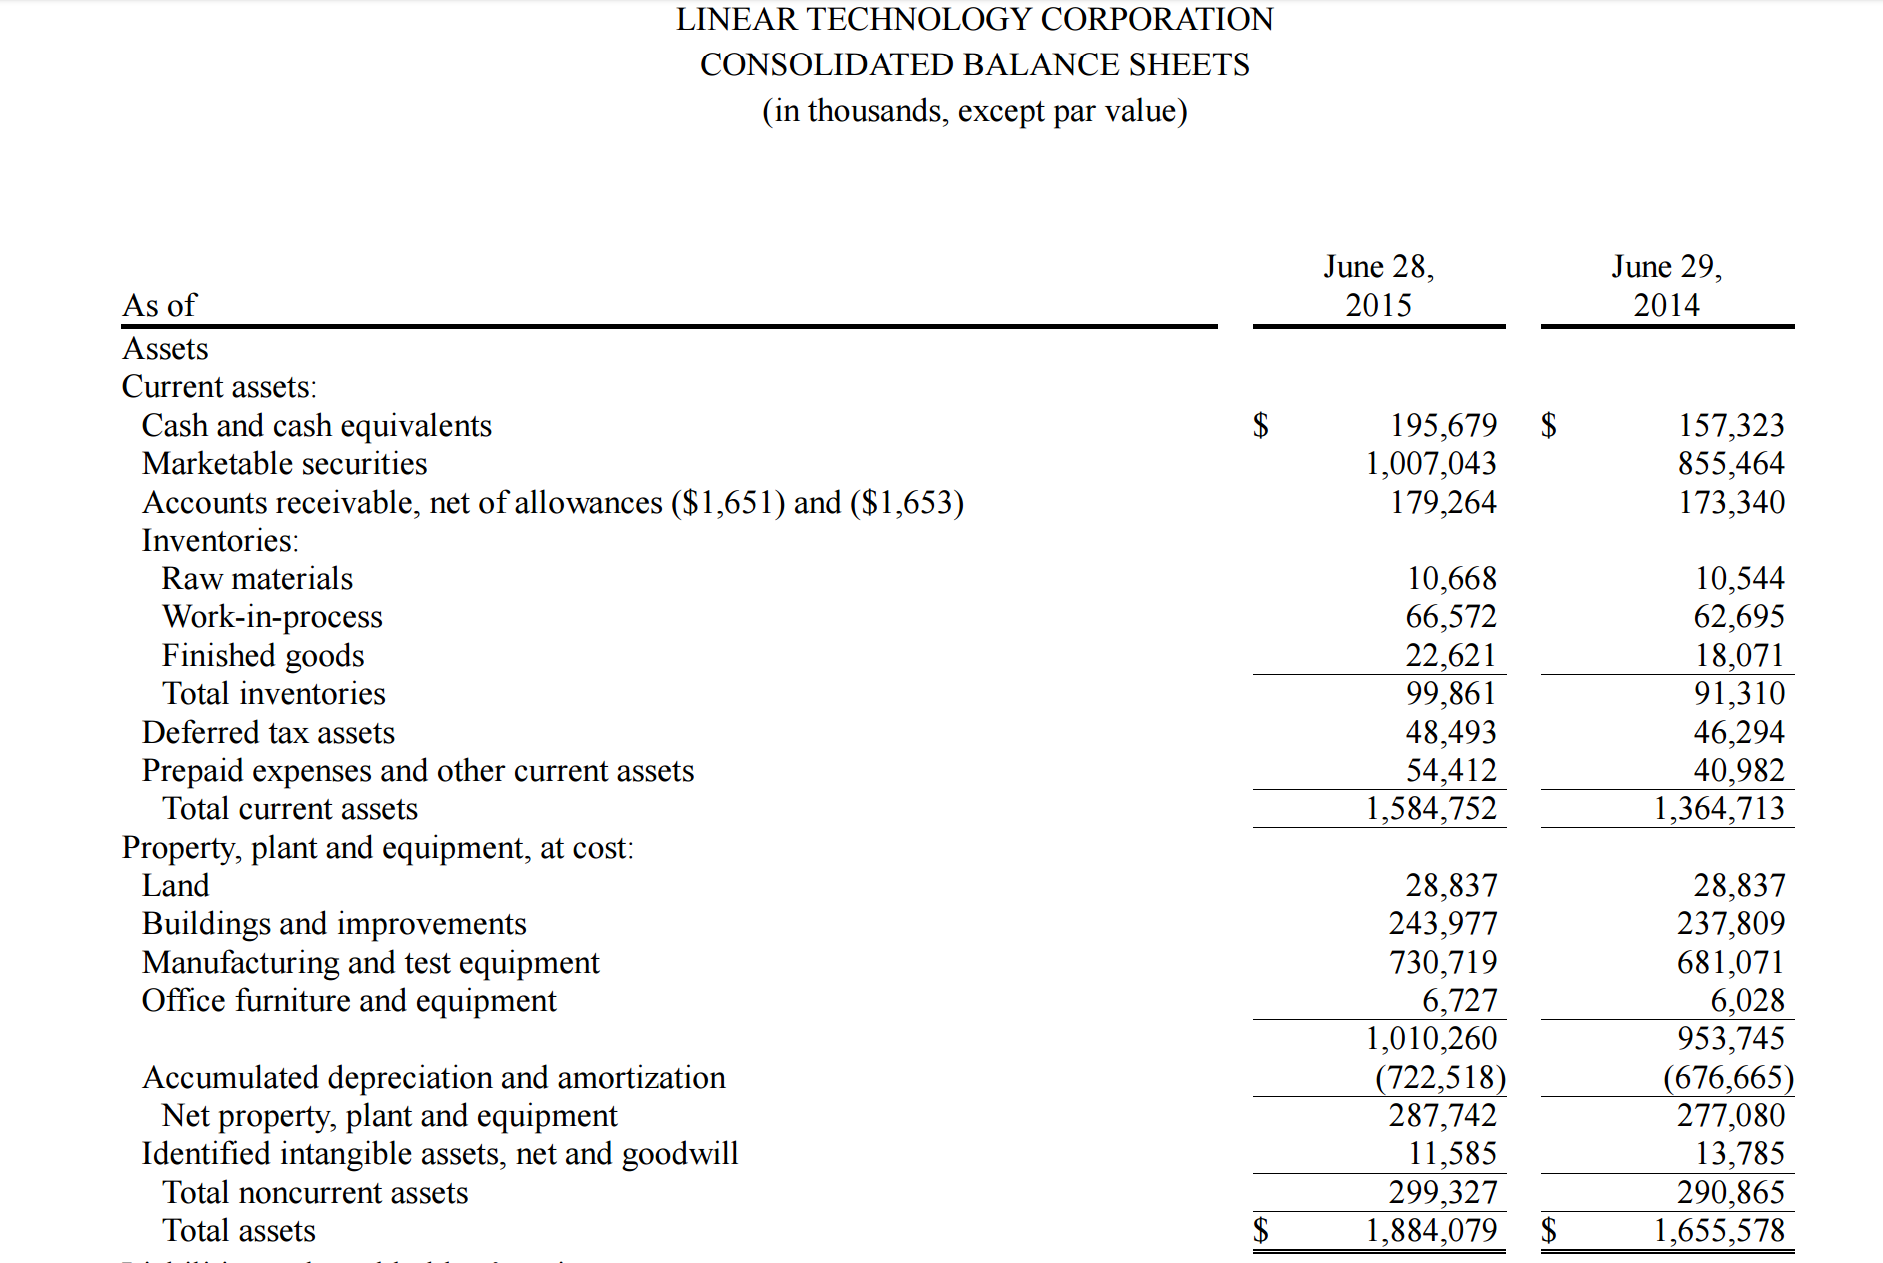 LINEAR TECHNOLOGY CORPORATION
CONSOLIDATED BALANCE SHEETS
(in thousands, except par value)
As of June 28, 2015 June 29, 2014
Assets
Current assets:
Cash and cash equivalents $ 195,679 $ 157,323
Marketable securities 1,007,043 855,464
Accounts receivable, net of allowances ($1,651) and ($1,653) 179,264 173,340
Inventories:
Raw materials 10,668 10,544
Work-in-process 66,572 62,695
Finished goods 22,621 18,071
Total inventories 99,861 91,310
Deferred tax assets 48,493 46,294
Prepaid expenses and other current assets 54,412 40,982
Total current assets 1,584,752 1,364,713
Property, plant and equipment, at cost:
Land 28,837 28,837
Buildings and improvements 243,977 237,809
Manufacturing and test equipment 730,719 681,071
Office furniture and equipment 6,727 6,028
1,010,260 953,745
Accumulated depreciation and amortization (722,518) (676,665)
Net property, plant and equipment 287,742 277,080
Identified intangible assets, net and goodwill 11,585 13,785
Total noncurrent assets 299,327 290,865
Total assets $ 1,884,079 $ 1,655,578